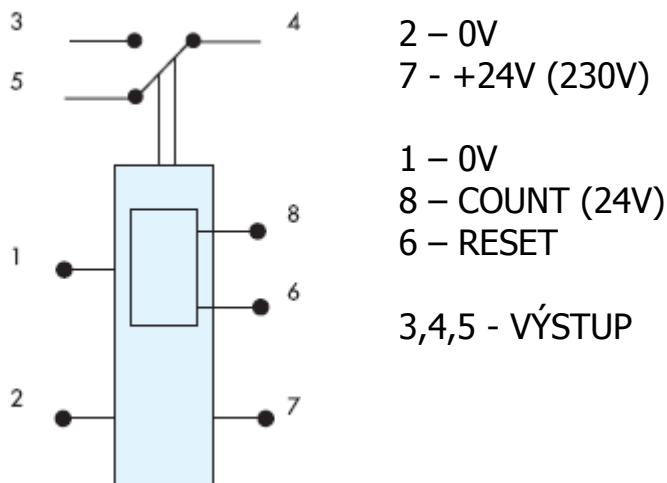 3
4
5
8
1
6
2
7
2 – 0V
7 - +24V (230V)
1 – 0V
8 – COUNT (24V)
6 – RESET
3,4,5 - VÝSTUP